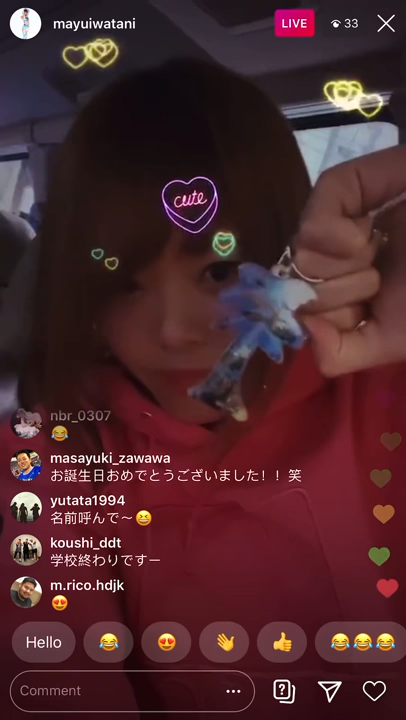 mayuiwatani
LIVE
33
cute
nbr_0307
😂
masayuki_zawawa
お誕生日おめでとうございました！！笑
yutata1994
名前呼んで〜😆
koushi_ddt
学校終わりですー
m.rico.hdjk
😍
Hello 😂 😍 👋 👍 😂😂😂
Comment